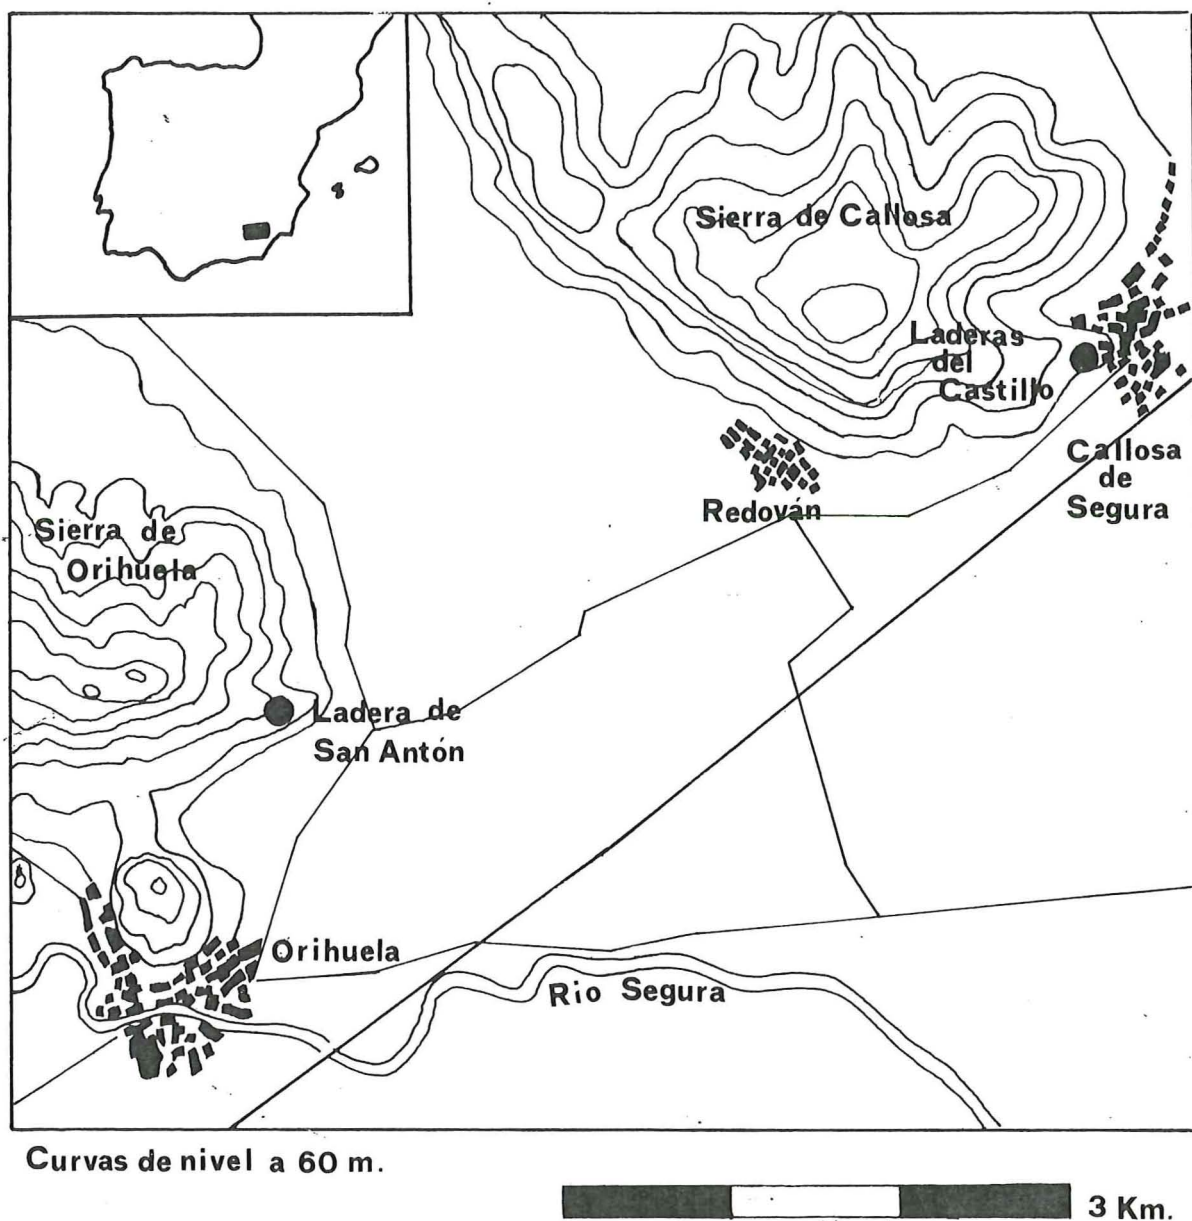 Sierra de Callosa
Laderas
del
Castillo
Callosa
de
Segura
Redován
Sierra de
Orihuela
Ladera de
San Antón
Orihuela
Rio Segura
Curvas de nivel a 60 m.
3 Km.